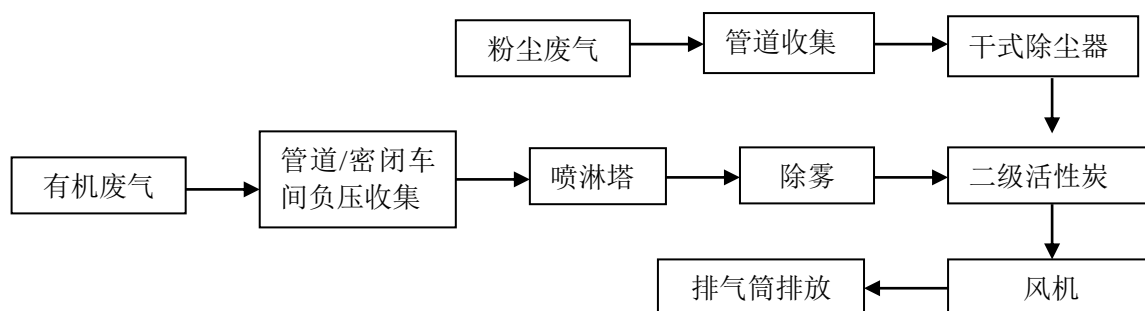 粉尘废气
管道收集
干式除尘器
有机废气
管道/密闭车
间负压收集
喷淋塔
除雾
二级活性炭
排气筒排放
风机